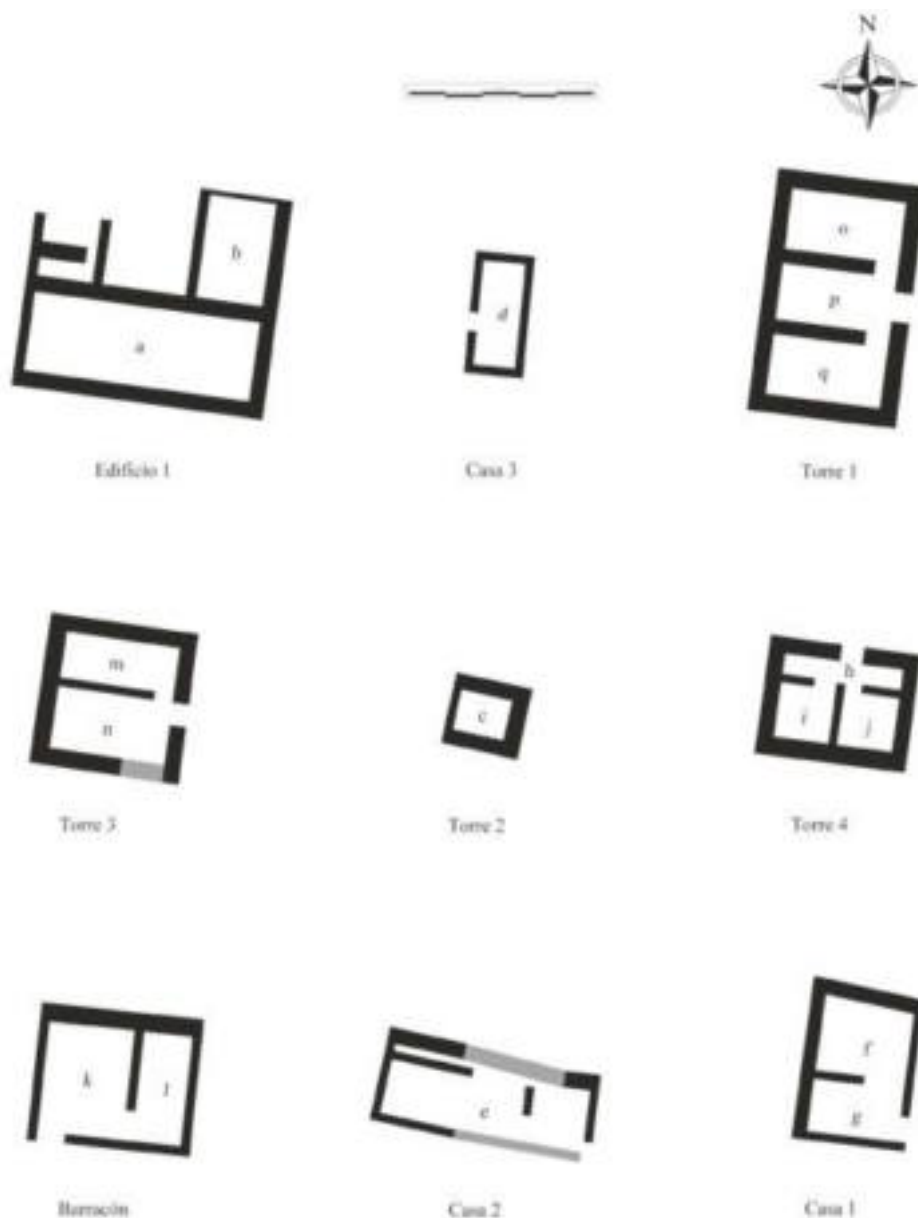 N
b
o
a
d
p
q
Edificio 1
Casa 3
Torre 1
m
n
c
h
i
j
Torre 3
Torre 2
Torre 4
k
l
e
f
g
Barracón
Casa 2
Casa 1